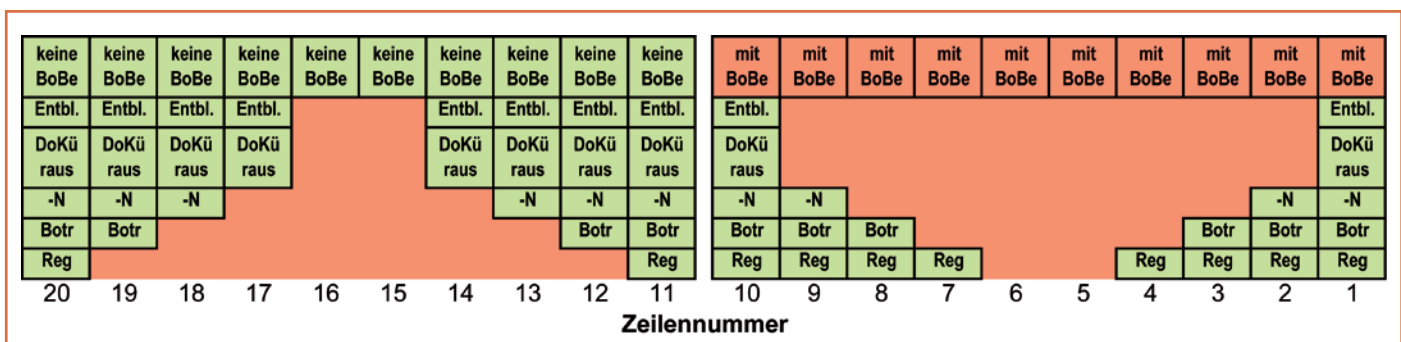 keine keine keine keine keine keine keine keine keine keine mit mit mit mit mit mit mit mit mit mit
BoBe BoBe BoBe BoBe BoBe BoBe BoBe BoBe BoBe BoBe BoBe BoBe BoBe BoBe BoBe BoBe BoBe BoBe BoBe BoBe
Entbl. Entbl. Entbl. Entbl. Entbl. Entbl. Entbl. Entbl. Entbl. Entbl.
DoKü DoKü DoKü DoKü DoKü DoKü DoKü DoKü DoKü DoKü
raus raus raus raus raus raus raus raus raus raus
-N -N -N -N -N -N -N -N -N -N
Botr Botr Botr Botr Botr Botr Botr Botr Botr Botr
Reg Reg Reg Reg Reg Reg Reg Reg Reg Reg
20 19 18 17 16 15 14 13 12 11 10 9 8 7 6 5 4 3 2 1
Zeilennummer